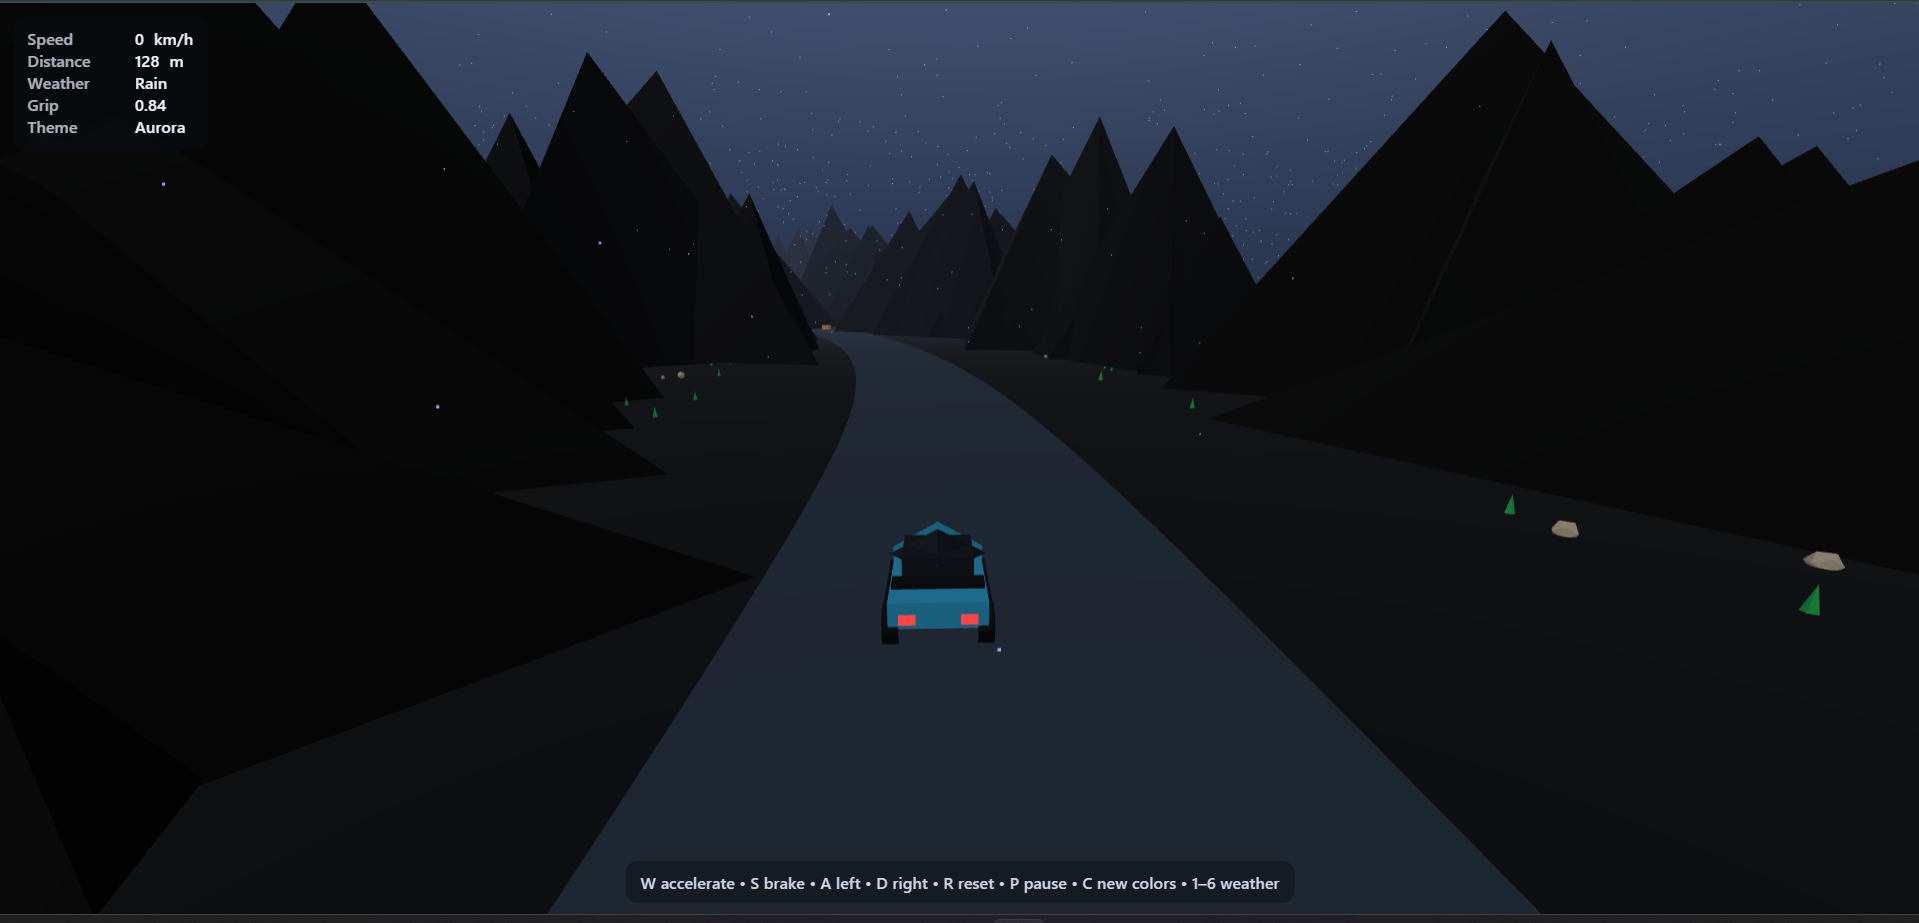 Speed 0 km/h
Distance 128 m
Weather Rain
Grip 0.84
Theme Aurora
W accelerate • S brake • A left • D right • R reset • P pause • C new colors • 1–6 weather